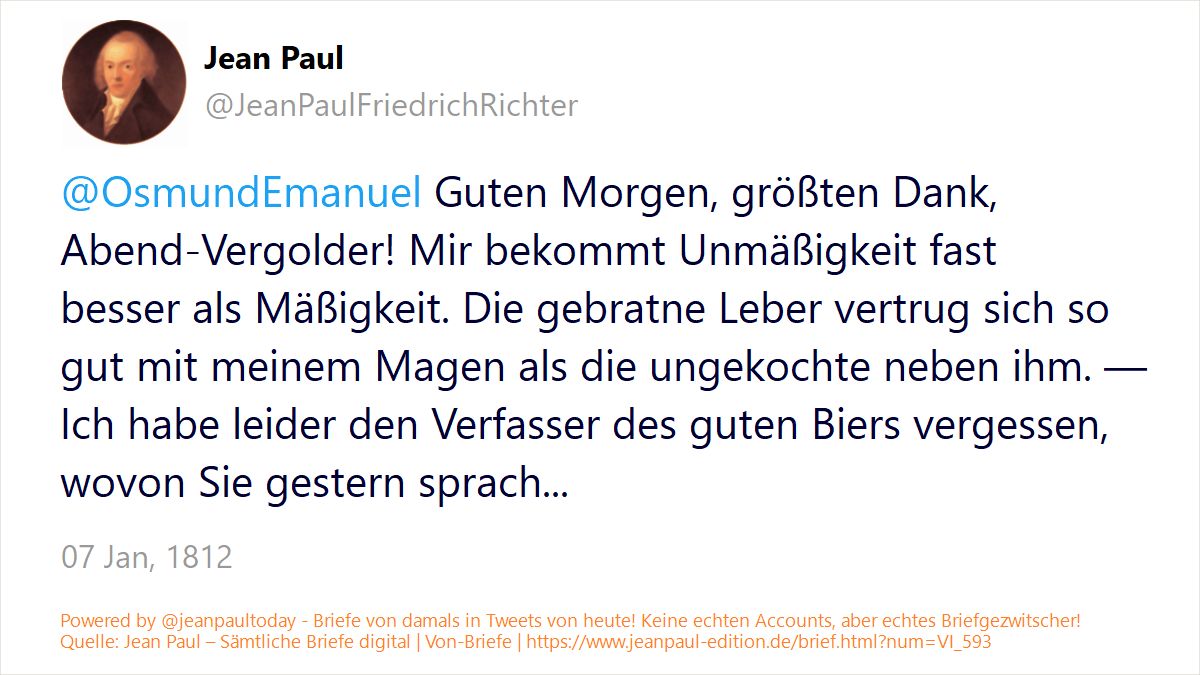 Jean Paul
@JeanPaulFriedrichRichter
@OsmundEmanuel Guten Morgen, größten Dank,
Abend-Vergolder! Mir bekommt Unmäßigkeit fast
besser als Mäßigkeit. Die gebratne Leber vertrug sich so
gut mit meinem Magen als die ungekochte neben ihm. —
Ich habe leider den Verfasser des guten Biers vergessen,
wovon Sie gestern sprach...
07 Jan, 1812
Powered by @jeanpaultoday - Briefe von damals in Tweets von heute! Keine echten Accounts, aber echtes Briefgezwitscher!
Quelle: Jean Paul – Sämtliche Briefe digital | Von-Briefe | https://www.jeanpaul-edition.de/brief.html?num=VI_593